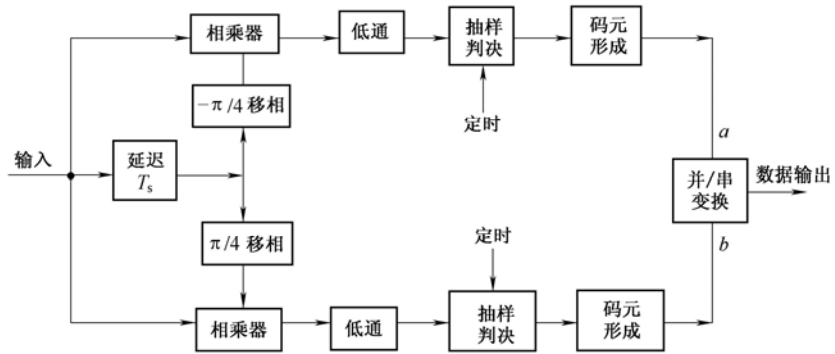 相乘器
低通
抽样
判决
码元
形成
定时
−π/4 移相
a
输入
延迟
Ts
并/串
变换
数据输出
π/4 移相
定时
b
相乘器
低通
抽样
判决
码元
形成